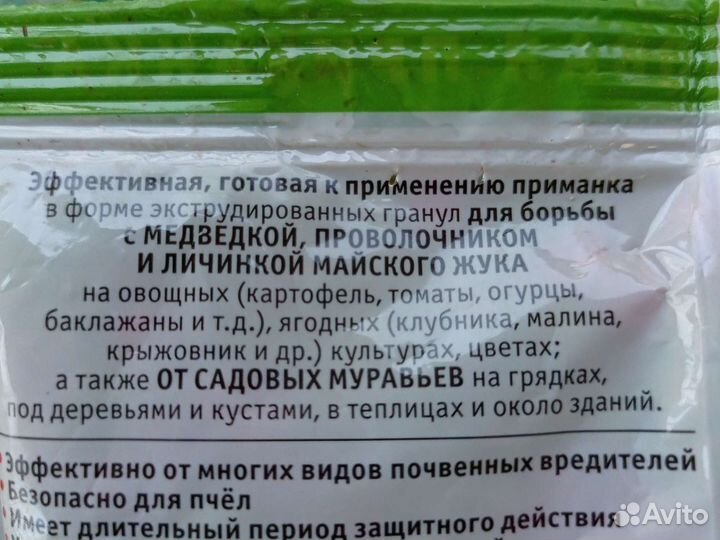 Эффективная, готовая к применению приманка
в форме экструдированных гранул для борьбы
с МЕДВЕДКОЙ, ПРОВОЛОЧНИКОМ
И ЛИЧИНКОЙ МАЙСКОГО ЖУКА
на овощных (картофель, томаты, огурцы,
баклажаны и т.д.), ягодных (клубника, малина,
крыжовник и др.) культурах, цветах;
а также ОТ САДОВЫХ МУРАВЬЕВ на грядках,
под деревьями и кустами, в теплицах и около зданий.
• Эффективно от многих видов почвенных вредителей
• Безопасно для пчёл
• Имеет длительный период защитного действия
Avito